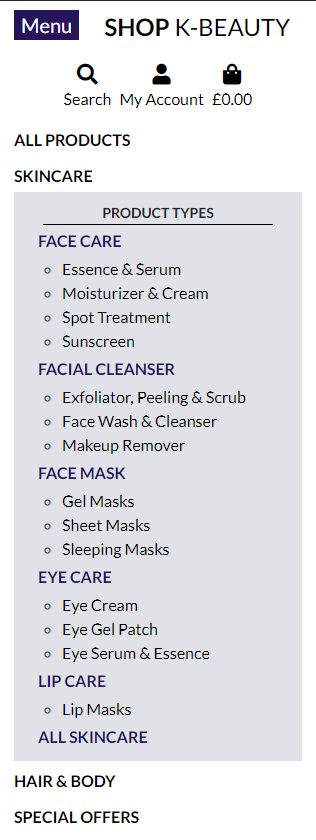 Menu SHOP K-BEAUTY
Search My Account £0.00
ALL PRODUCTS
SKINCARE
PRODUCT TYPES
FACE CARE
Essence & Serum
Moisturizer & Cream
Spot Treatment
Sunscreen
FACIAL CLEANSER
Exfoliator, Peeling & Scrub
Face Wash & Cleanser
Makeup Remover
FACE MASK
Gel Masks
Sheet Masks
Sleeping Masks
EYE CARE
Eye Cream
Eye Gel Patch
Eye Serum & Essence
LIP CARE
Lip Masks
ALL SKINCARE
HAIR & BODY
SPECIAL OFFERS